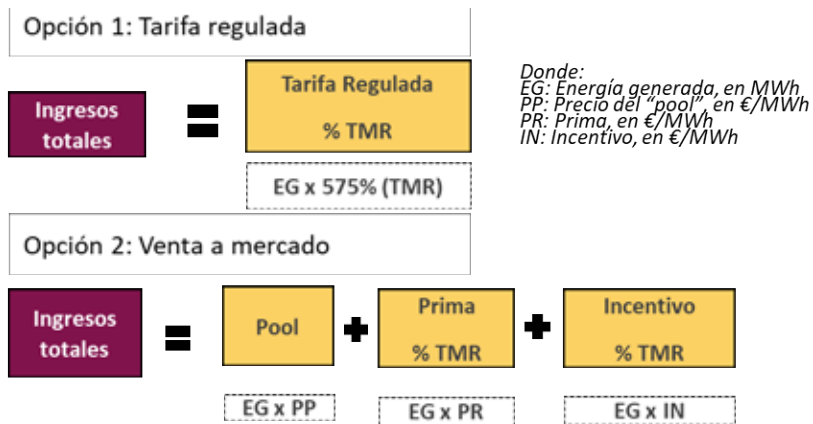 Opción 1: Tarifa regulada
Ingresos
totales
=
Tarifa Regulada
% TMR
EG x 575% (TMR)
Donde:
EG: Energía generada, en MWh
PP: Precio del “pool”, en €/MWh
PR: Prima, en €/MWh
IN: Incentivo, en €/MWh
Opción 2: Venta a mercado
Ingresos
totales
=
Pool
+
Prima
% TMR
+
Incentivo
% TMR
EG x PP
EG x PR
EG x IN